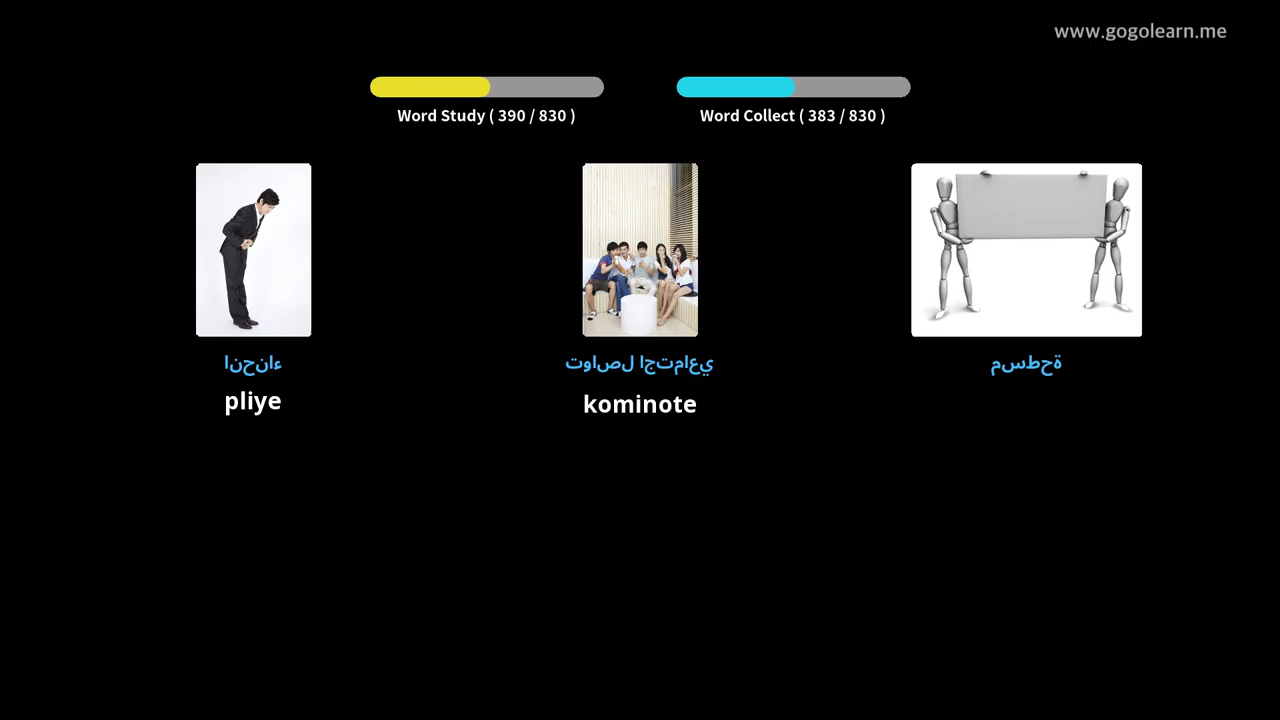 www.gogolearn.me
Word Study ( 390 / 830 )
Word Collect ( 383 / 830 )
انحناء
تواصل اجتماعي
مسطحة
pliye
kominote